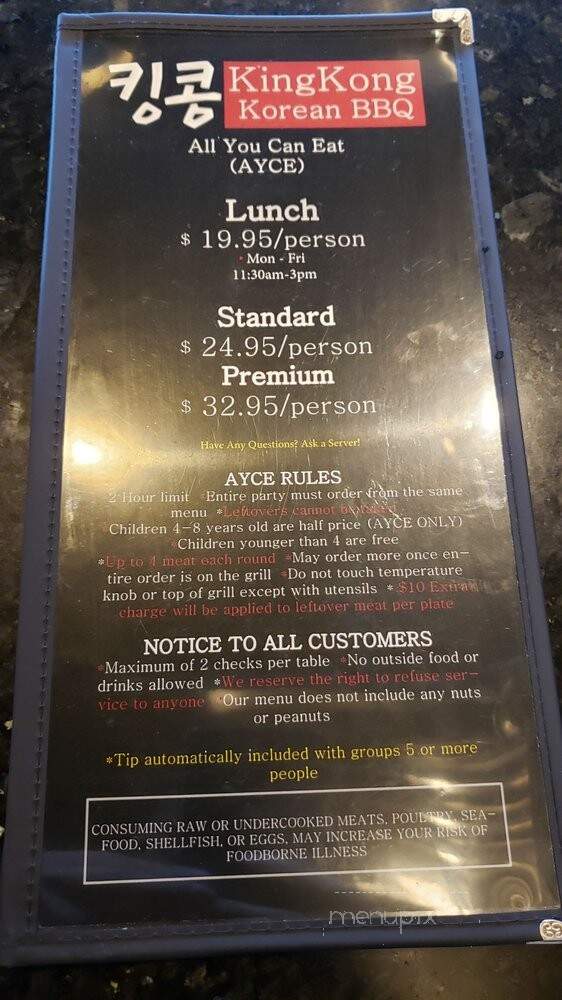 킹콩 KingKong
Korean BBQ
All You Can Eat
(AYCE)
Lunch
$ 19.95/person
* Mon - Fri
11:30am-3pm
Standard
$ 24.95/person
Premium
$ 32.95/person
Have Any Questions? Ask a Server!
AYCE RULES
2 Hour limit *Entire party must order from the same
menu *Leftovers cannot be
*Children 4-8 years old are half price (AYCE ONLY)
*Children younger than 4 are free
*Up to 4 meat each round *May order more once en-
tire order is on the grill *Do not touch temperature
knob or top of grill except with utensils * $10 Extra
charge will be applied to leftover meat per plate
NOTICE TO ALL CUSTOMERS
*Maximum of 2 checks per table *No outside food or
drinks allowed *We reserve the right to refuse ser-
vice to anyone *Our menu does not include any nuts
or peanuts
*Tip automatically included with groups 5 or more
people
CONSUMING RAW OR UNDERCOOKED MEATS, POULTRY, SEA-
FOOD, SHELLFISH, OR EGGS, MAY INCREASE YOUR RISK OF
FOODBORNE ILLNESS
menupix